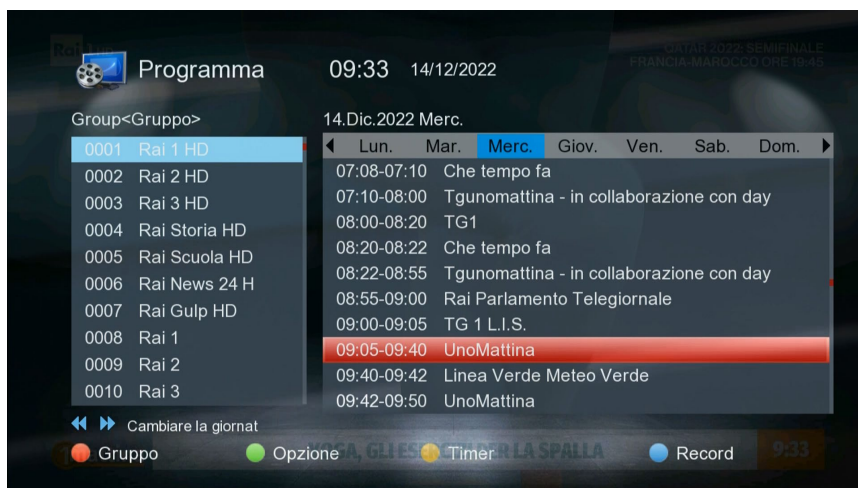 Programma 09:33 14/12/2022
QATAR 2022: SEMIFINALE
FRANCIA-MAROCCO ORE 19:45
Group<Gruppo>
14.Dic.2022 Merc.
Lun. Mar. Merc. Giov. Ven. Sab. Dom.
0001 Rai 1 HD
0002 Rai 2 HD
0003 Rai 3 HD
0004 Rai Storia HD
0005 Rai Scuola HD
0006 Rai News 24 H
0007 Rai Gulp HD
0008 Rai 1
0009 Rai 2
0010 Rai 3
07:08-07:10 Che tempo fa
07:10-08:00 Tgunomattina - in collaborazione con day
08:00-08:20 TG1
08:20-08:22 Che tempo fa
08:22-08:55 Tgunomattina - in collaborazione con day
08:55-09:00 Rai Parlamento Telegiornale
09:00-09:05 TG 1 L.I.S.
09:05-09:40 UnoMattina
09:40-09:42 Linea Verde Meteo Verde
09:42-09:50 UnoMattina
Cambiare la giornat
Gruppo Opzione Timer Record
LA SPALLA 9:33